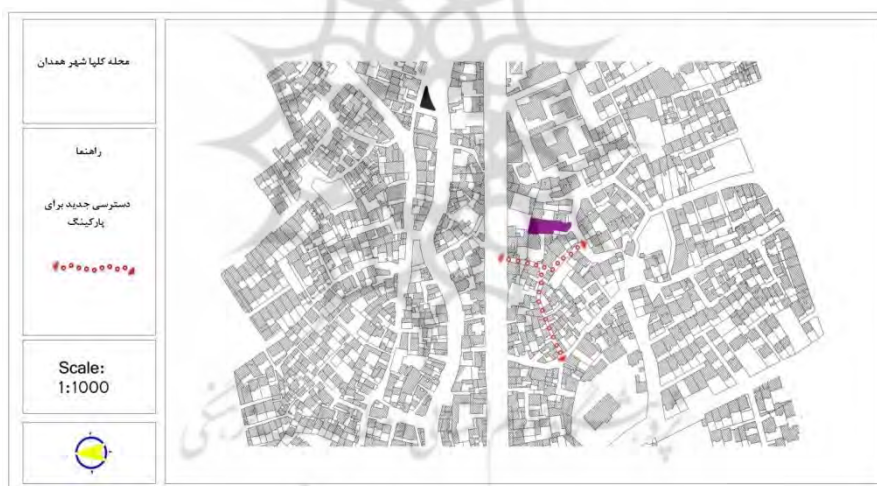 محله کلپا شهر همدان
راهنما
دسترسی جدید برای
پارکینگ
Scale:
1:1000